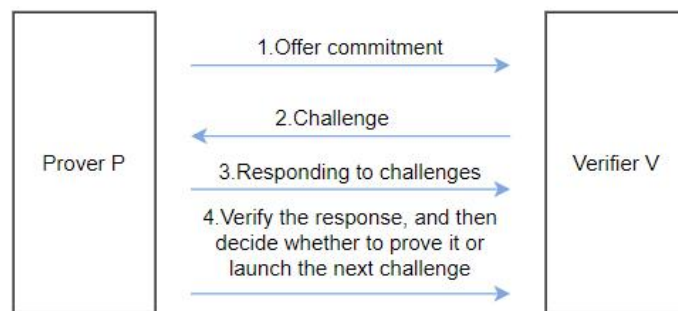 1.Offer commitment
2.Challenge
Prover P
Verifier V
3.Responding to challenges
4.Verify the response, and then
decide whether to prove it or
launch the next challenge